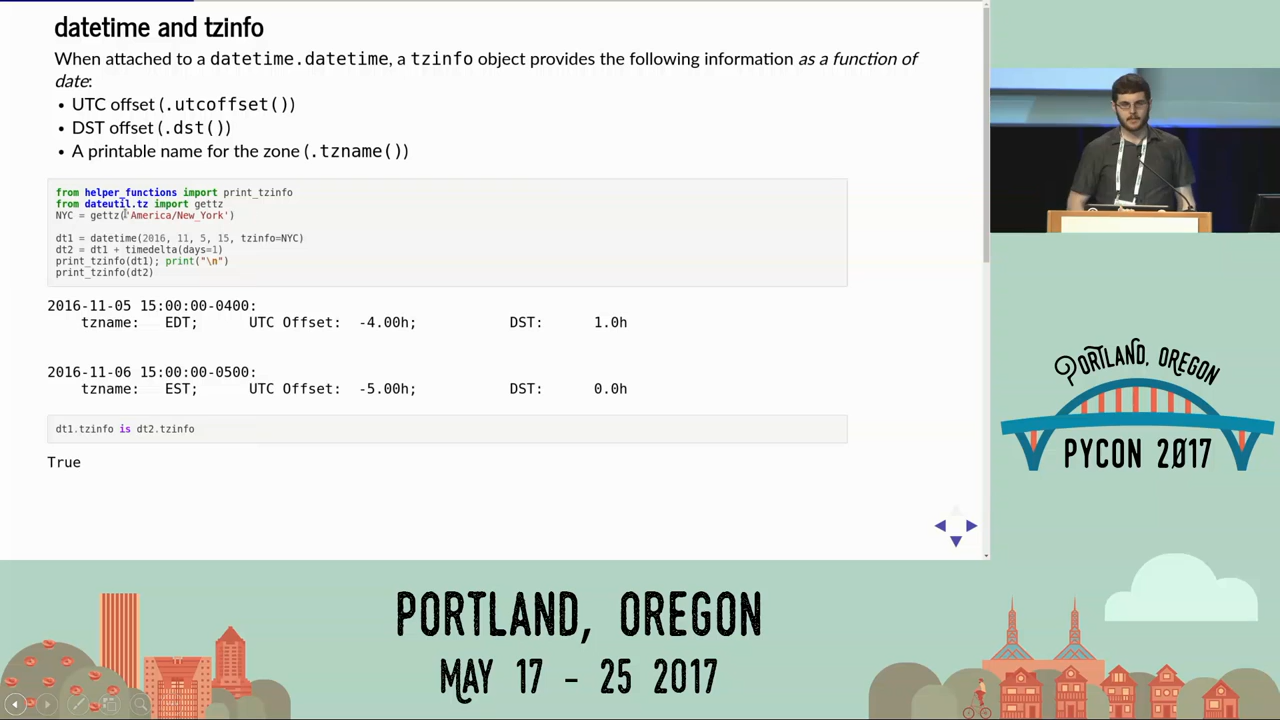 datetime and tzinfo
When attached to a datetime.datetime, a tzinfo object provides the following information as a function of
date:
• UTC offset (.utcoffset())
• DST offset (.dst())
• A printable name for the zone (.tzname())
from helper_functions import print_tzinfo
from dateutil.tz import gettz
NYC = gettz('America/New_York')
dt1 = datetime(2016, 11, 5, 15, tzinfo=NYC)
dt2 = dt1 + timedelta(days=1)
print_tzinfo(dt1); print("\n")
print_tzinfo(dt2)
2016-11-05 15:00:00-0400:
tzname: EDT; UTC Offset: -4.00h; DST: 1.0h
2016-11-06 15:00:00-0500:
tzname: EST; UTC Offset: -5.00h; DST: 0.0h
dt1.tzinfo is dt2.tzinfo
True
PORTLAND, OREGON
PYCON 2017
PORTLAND, OREGON
MAY 17 - 25 2017